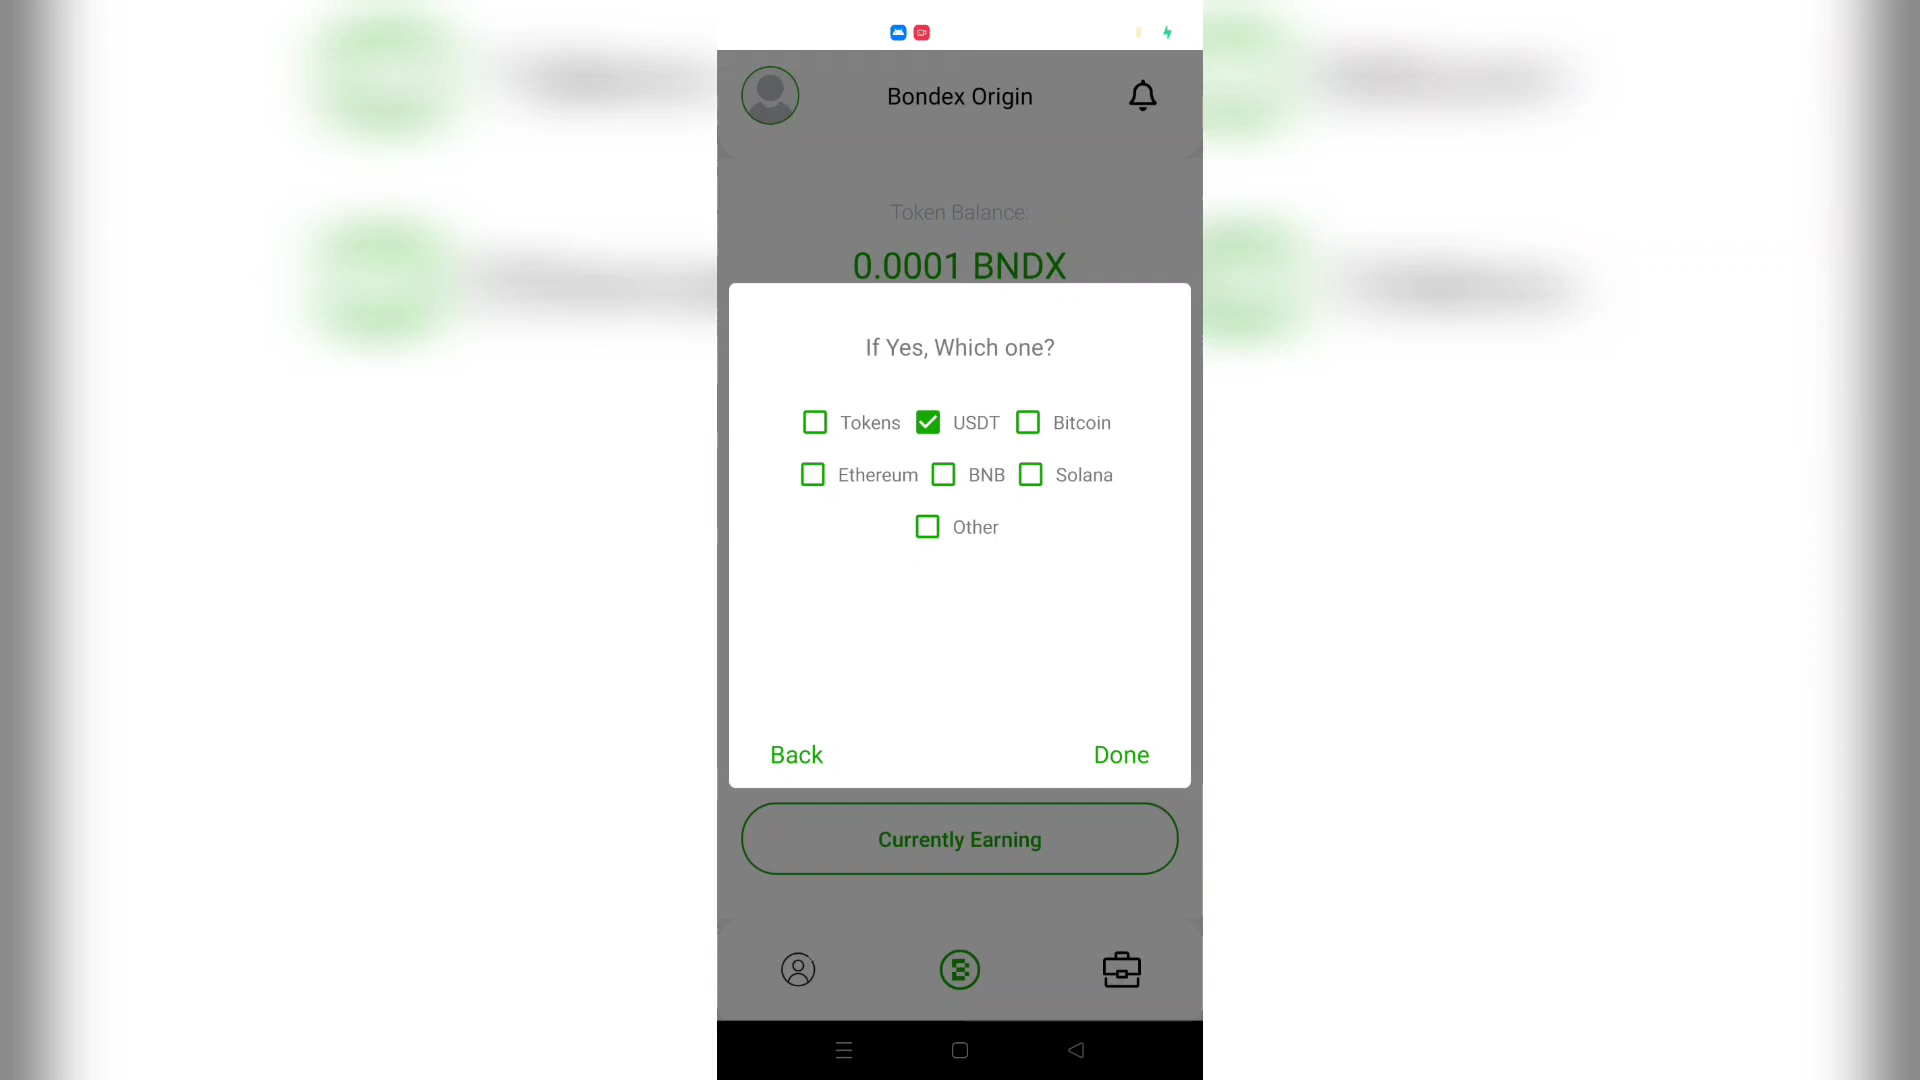 Bondex Origin
Token Balance:
0.0001 BNDX
If Yes, Which one?
Tokens USDT Bitcoin
Ethereum BNB Solana
Other
Back Done
Currently Earning